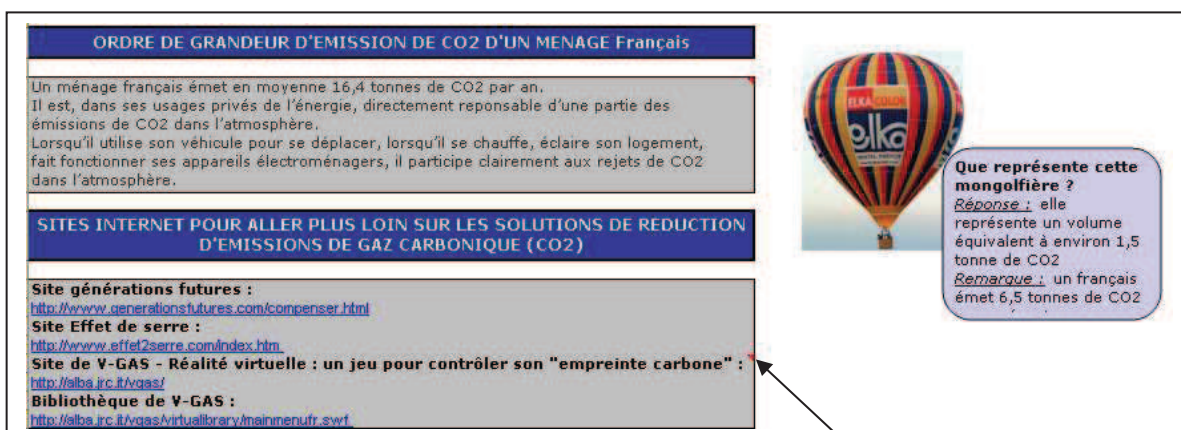 ORDRE DE GRANDEUR D'EMISSION DE CO2 D'UN MENAGE Français
Un ménage français émet en moyenne 16,4 tonnes de CO2 par an.
Il est, dans ses usages privés de l'énergie, directement reponsable d'une partie des
émissions de CO2 dans l'atmosphère.
Lorsqu'il utilise son véhicule pour se déplacer, lorsqu'il se chauffe, éclaire son logement,
fait fonctionner ses appareils électroménagers, il participe clairement aux rejets de CO2
dans l'atmosphère.
SITES INTERNET POUR ALLER PLUS LOIN SUR LES SOLUTIONS DE REDUCTION
D'EMISSIONS DE GAZ CARBONIQUE (CO2)
Site générations futures :
http://www.generationsfutures.com/compenser.html
Site Effet de serre :
http://www.effet2serre.com/index.htm
Site de V-GAS - Réalité virtuelle : un jeu pour contrôler son "empreinte carbone" :
http://alba.jrc.it/vgas/
Bibliothèque de V-GAS :
http://alba.jrc.it/vgas/virtualibrary/mainmenufr.swf
ELKA COLOR
elka
Que représente cette
mongolfière ?
Réponse : elle
représente un volume
équivalent à environ 1,5
tonne de CO2
Remarque : un français
émet 6,5 tonnes de CO2